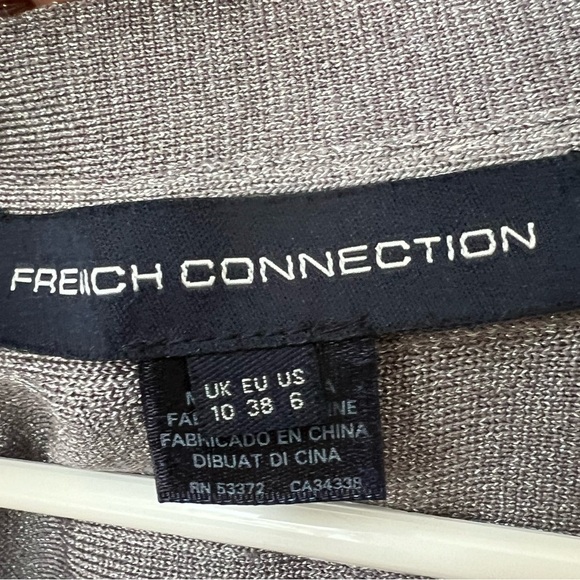 FRENCH CONNECTION
UK EU US
10 38 6
FABRICADO EN CHINA
DIBUAT DI CINA
RN 53372 CA34338